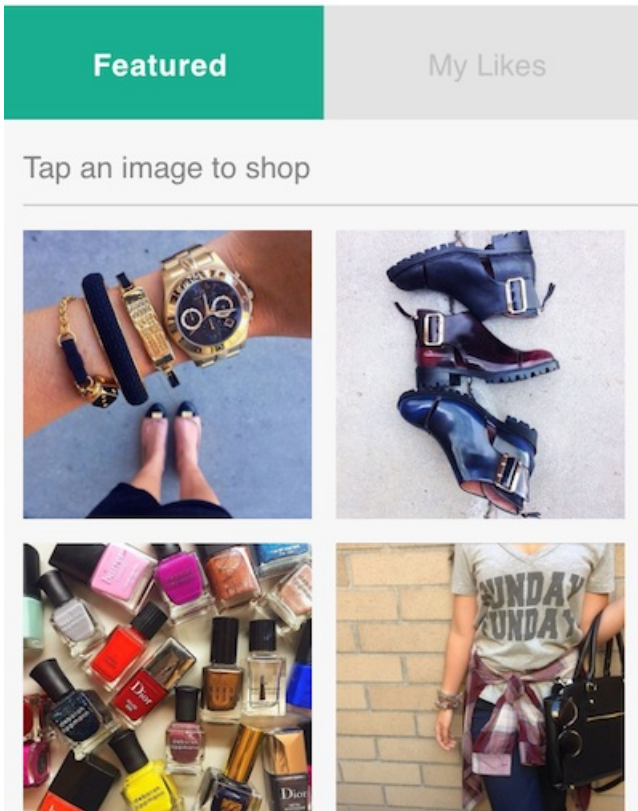 Featured
My Likes
Tap an image to shop
SUNDAY
FUNDAY
Dior
Dior